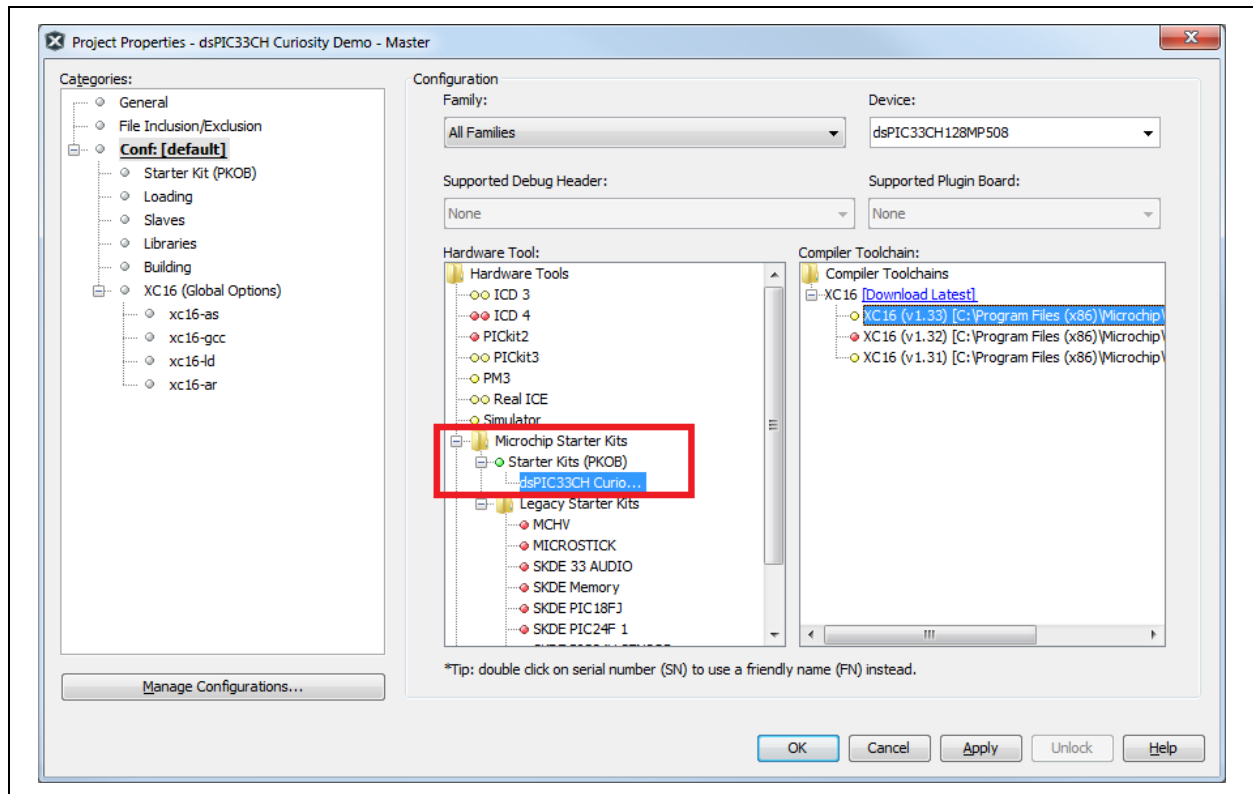 Project Properties - dsPIC33CH Curiosity Demo - Master
Categories:
General
File Inclusion/Exclusion
Conf: [default]
Starter Kit (PKOB)
Loading
Slaves
Libraries
Building
XC16 (Global Options)
xc16-as
xc16-gcc
xc16-ld
xc16-ar
Manage Configurations...
Configuration
Family:
All Families
Device:
dsPIC33CH128MP508
Supported Debug Header:
None
Supported Plugin Board:
None
Hardware Tool:
Hardware Tools
ICD 3
ICD 4
PICkit2
PICkit3
PM3
Real ICE
Simulator
Microchip Starter Kits
Starter Kits (PKOB)
dsPIC33CH Curio...
Legacy Starter Kits
MCHV
MICROSTICK
SKDE 33 AUDIO
SKDE Memory
SKDE PIC18FJ
SKDE PIC24F 1
Compiler Toolchain:
Compiler Toolchains
XC16 [Download Latest]
XC16 (v1.33) [C:\Program Files (x86)\Microchip\
XC16 (v1.32) [C:\Program Files (x86)\Microchip\
XC16 (v1.31) [C:\Program Files (x86)\Microchip\
*Tip: double click on serial number (SN) to use a friendly name (FN) instead.
OK Cancel Apply Unlock Help